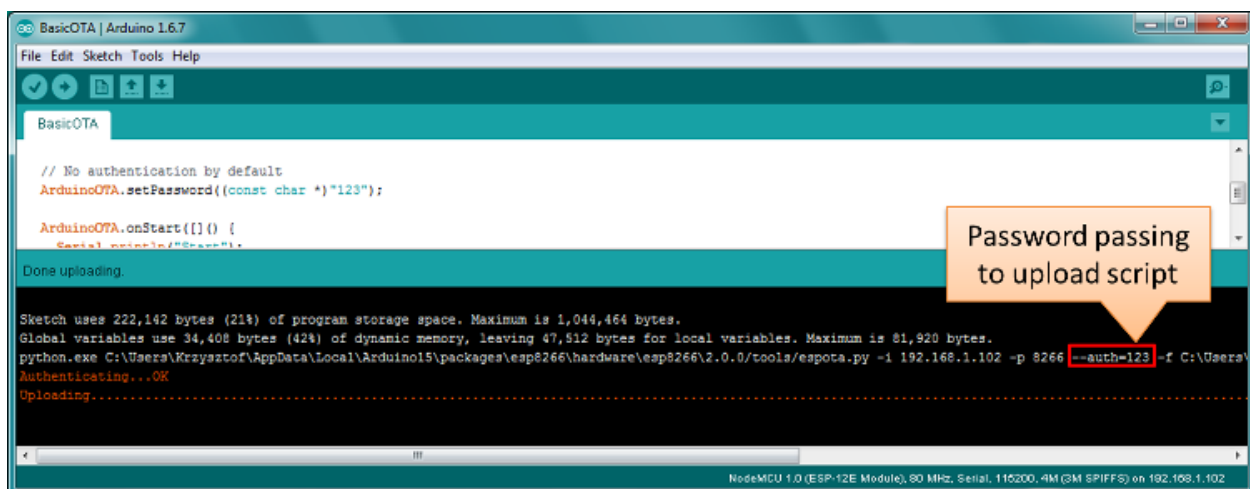 BasicOTA | Arduino 1.6.7
File Edit Sketch Tools Help
BasicOTA
// No authentication by default
ArduinoOTA.setPassword((const char *)"123");
ArduinoOTA.onStart([]() {
Serial.println("Start");
Password passing
to upload script
Done uploading.
Sketch uses 222,142 bytes (21%) of program storage space. Maximum is 1,044,464 bytes.
Global variables use 34,408 bytes (42%) of dynamic memory, leaving 47,512 bytes for local variables. Maximum is 81,920 bytes.
python.exe C:\Users\Krzysztof\AppData\Local\Arduino15\packages\esp8266\hardware\esp8266\2.0.0/tools/espota.py -i 192.168.1.102 -p 8266 --auth=123 -f C:\Users\
Authenticating...OK
Uploading................................................................................................................................
NodeMCU 1.0 (ESP-12E Module), 80 MHz, Serial, 115200, 4M (3M SPIFFS) on 192.168.1.102